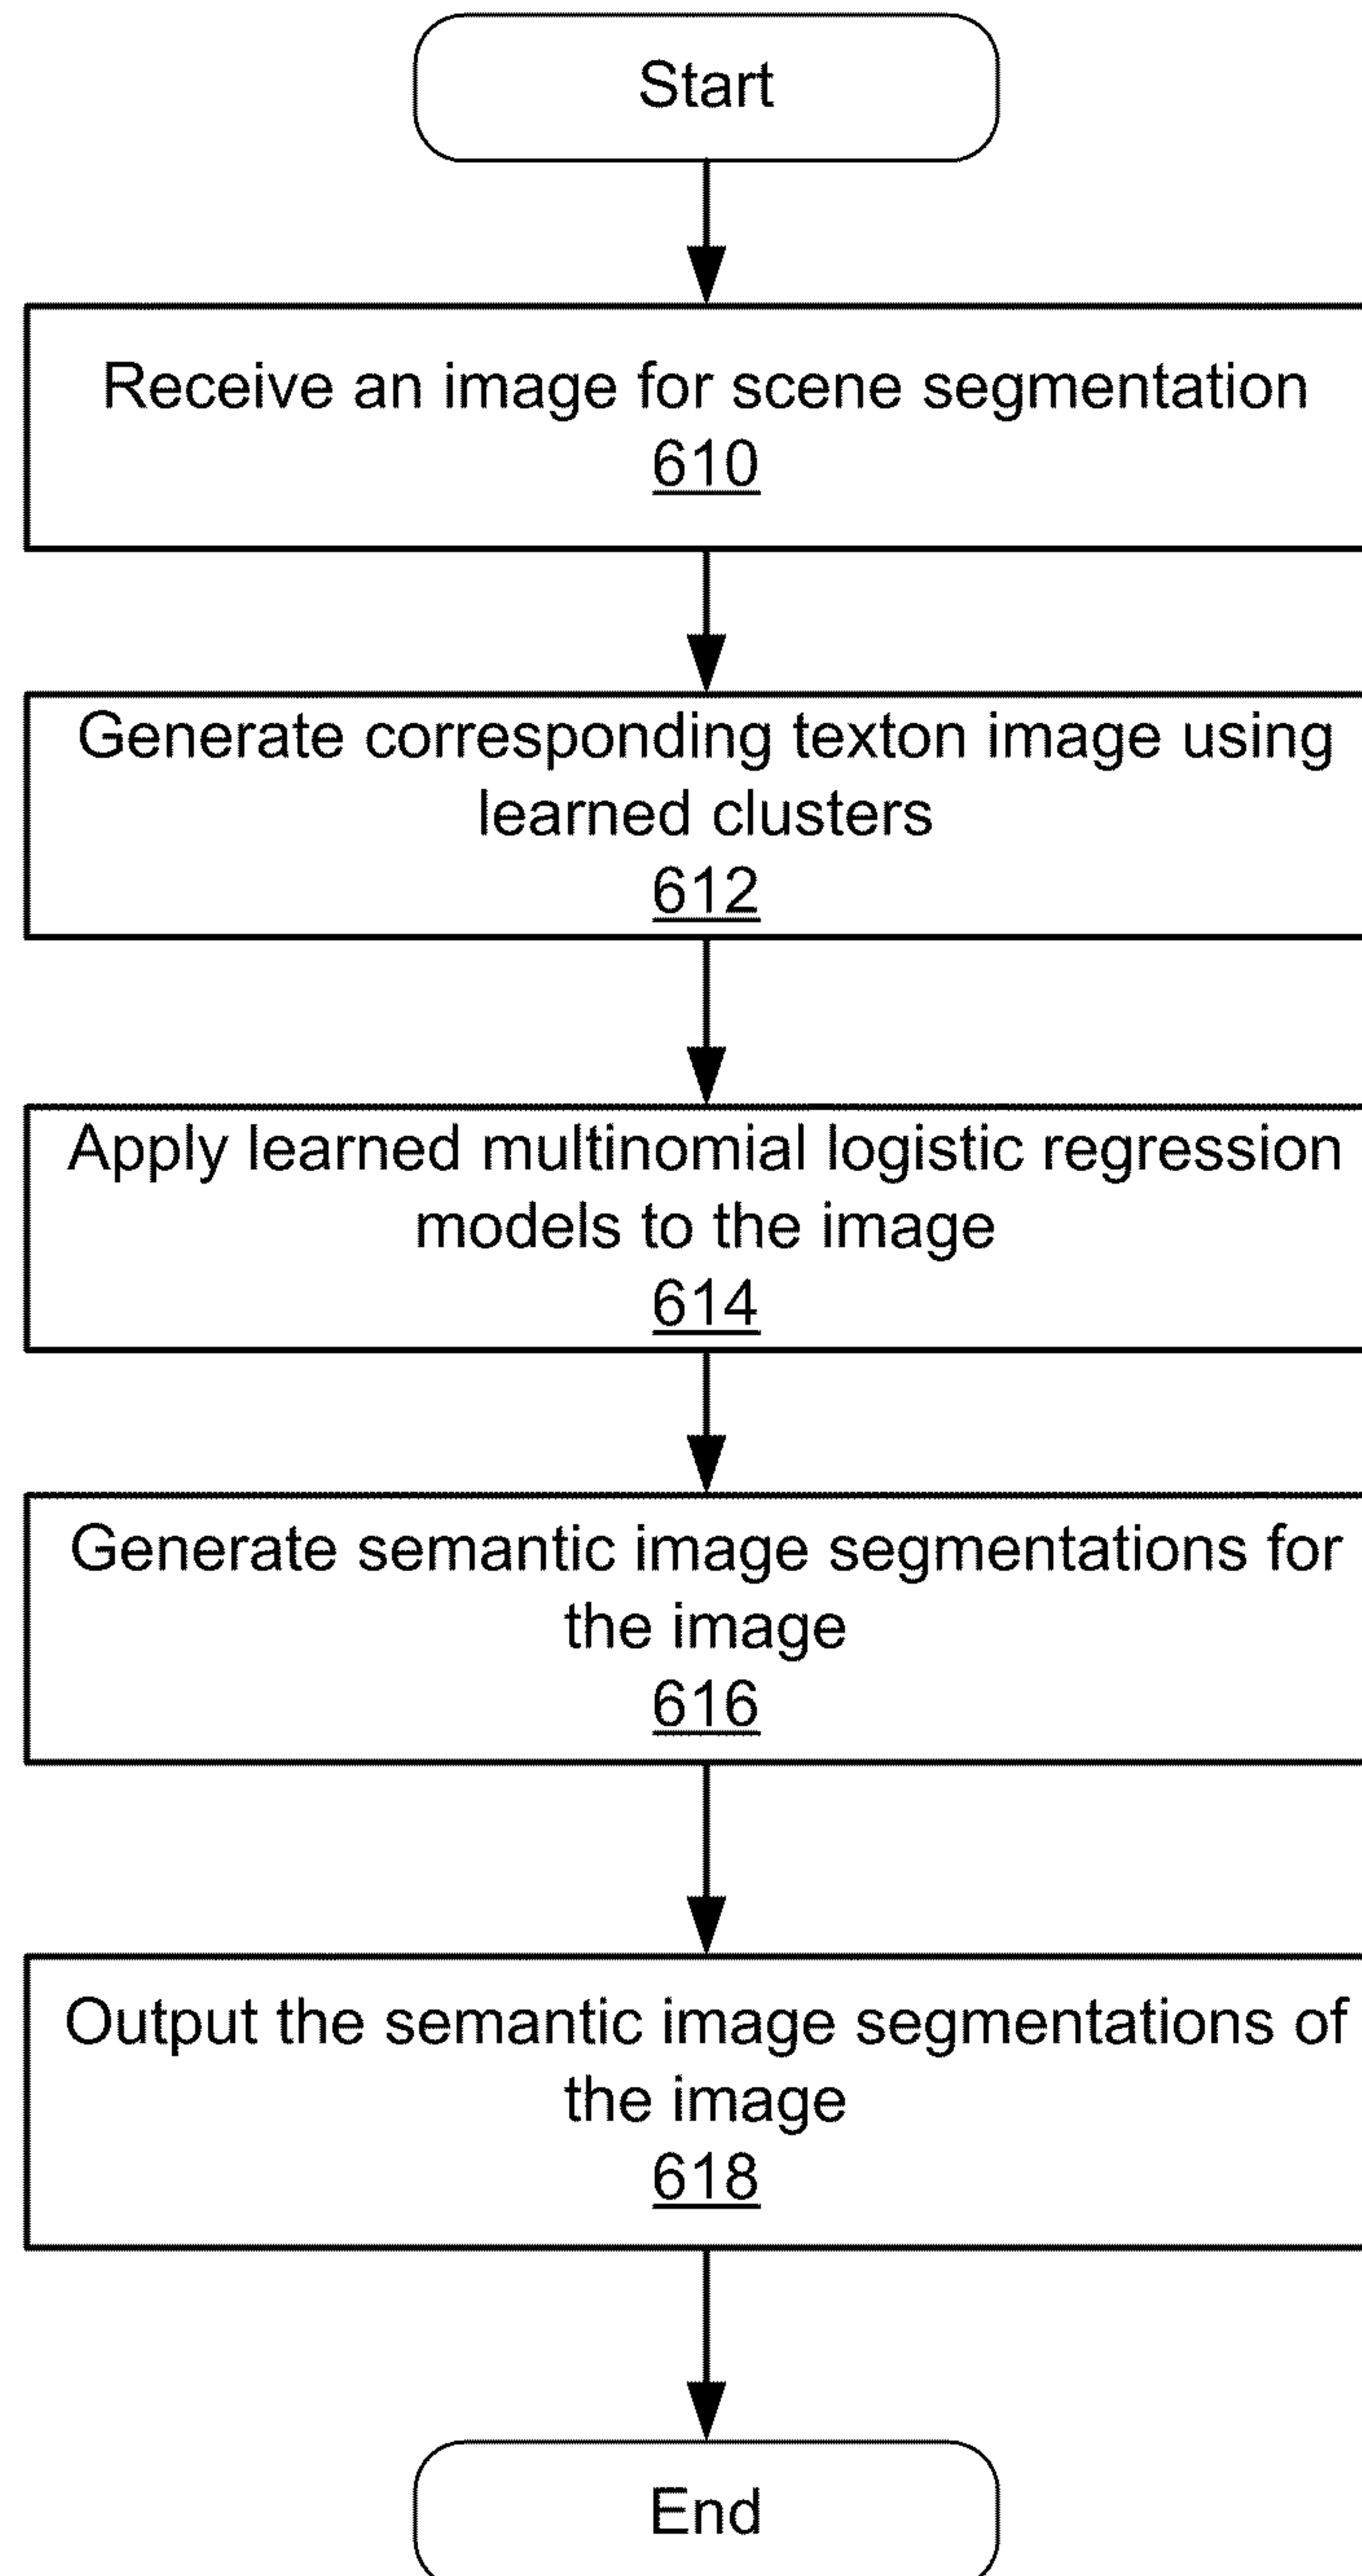 Start
Receive an image for scene segmentation
610
Generate corresponding texton image using
learned clusters
612
Apply learned multinomial logistic regression
models to the image
614
Generate semantic image segmentations for
the image
616
Output the semantic image segmentations of
the image
618
End